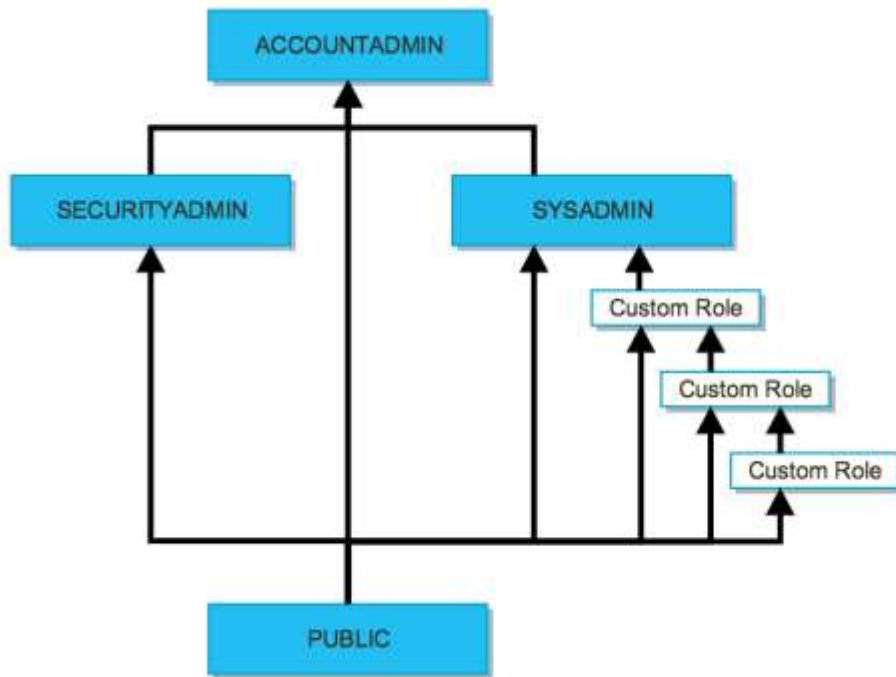 ACCOUNTADMIN
SECURITYADMIN
SYSADMIN
Custom Role
Custom Role
Custom Role
PUBLIC